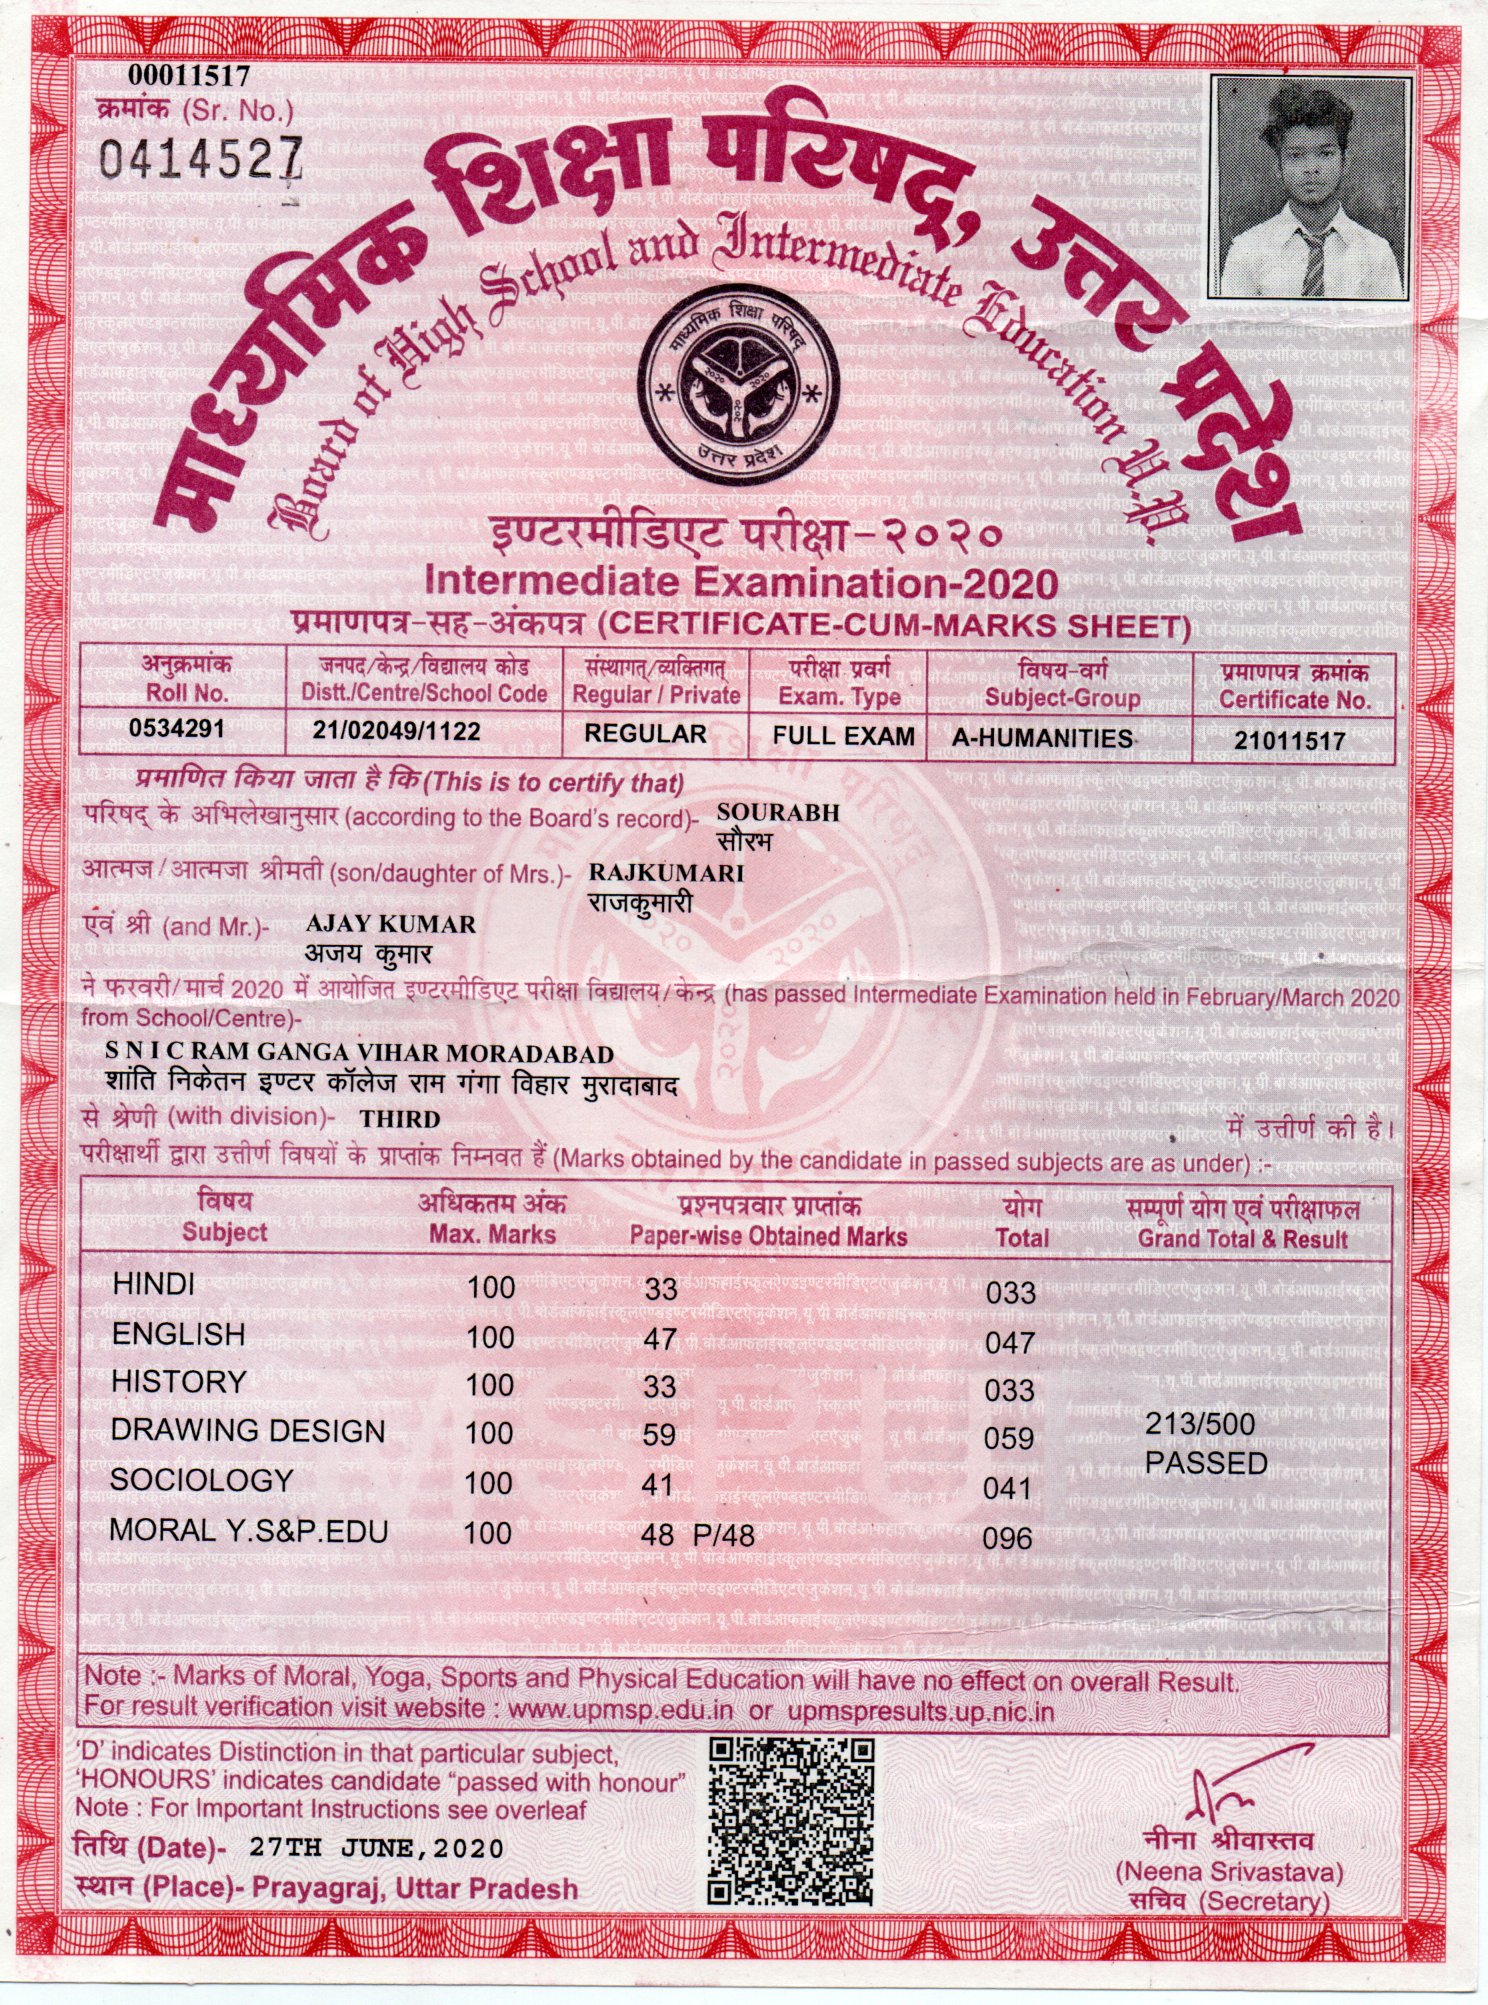 00011517
क्रमांक (Sr. No.)
0414527
माध्यमिक शिक्षा परिषद्, उत्तर प्रदेश
Board of High School and Intermediate Education U.P.
माध्यमिक शिक्षा परिषद्
२०२० २०२०
२०२०
उत्तर प्रदेश
इण्टरमीडिएट परीक्षा-२०२०
Intermediate Examination-2020
प्रमाणपत्र-सह-अंकपत्र (CERTIFICATE-CUM-MARKS SHEET)
अनुक्रमांक जनपद/केन्द्र/विद्यालय कोड संस्थागत्/व्यक्तिगत् परीक्षा प्रवर्ग विषय-वर्ग प्रमाणपत्र क्रमांक
Roll No. Distt./Centre/School Code Regular / Private Exam. Type Subject-Group Certificate No.
0534291 21/02049/1122 REGULAR FULL EXAM A-HUMANITIES 21011517
प्रमाणित किया जाता है कि (This is to certify that)
परिषद् के अभिलेखानुसार (according to the Board's record)- SOURABH
सौरभ
आत्मज/आत्मजा श्रीमती (son/daughter of Mrs.)- RAJKUMARI
राजकुमारी
एवं श्री (and Mr.)- AJAY KUMAR
अजय कुमार
ने फरवरी/मार्च 2020 में आयोजित इण्टरमीडिएट परीक्षा विद्यालय/केन्द्र (has passed Intermediate Examination held in February/March 2020
from School/Centre)-
S N I C RAM GANGA VIHAR MORADABAD
शांति निकेतन इण्टर कॉलेज राम गंगा विहार मुरादाबाद
से श्रेणी (with division)- THIRD में उत्तीर्ण की है।
परीक्षार्थी द्वारा उत्तीर्ण विषयों के प्राप्तांक निम्नवत हैं (Marks obtained by the candidate in passed subjects are as under) :-
विषय अधिकतम अंक प्रश्नपत्रवार प्राप्तांक योग सम्पूर्ण योग एवं परीक्षाफल
Subject Max. Marks Paper-wise Obtained Marks Total Grand Total & Result
HINDI 100 33 033
ENGLISH 100 47 047
HISTORY 100 33 033
DRAWING DESIGN 100 59 059 213/500
PASSED
SOCIOLOGY 100 41 041
MORAL Y.S&P.EDU 100 48 P/48 096
Note :- Marks of Moral, Yoga, Sports and Physical Education will have no effect on overall Result.
For result verification visit website : www.upmsp.edu.in or upmspresults.up.nic.in
'D' indicates Distinction in that particular subject,
'HONOURS' indicates candidate "passed with honour"
Note : For Important Instructions see overleaf
तिथि (Date)- 27TH JUNE,2020
स्थान (Place)- Prayagraj, Uttar Pradesh
नीना श्रीवास्तव
(Neena Srivastava)
सचिव (Secretary)